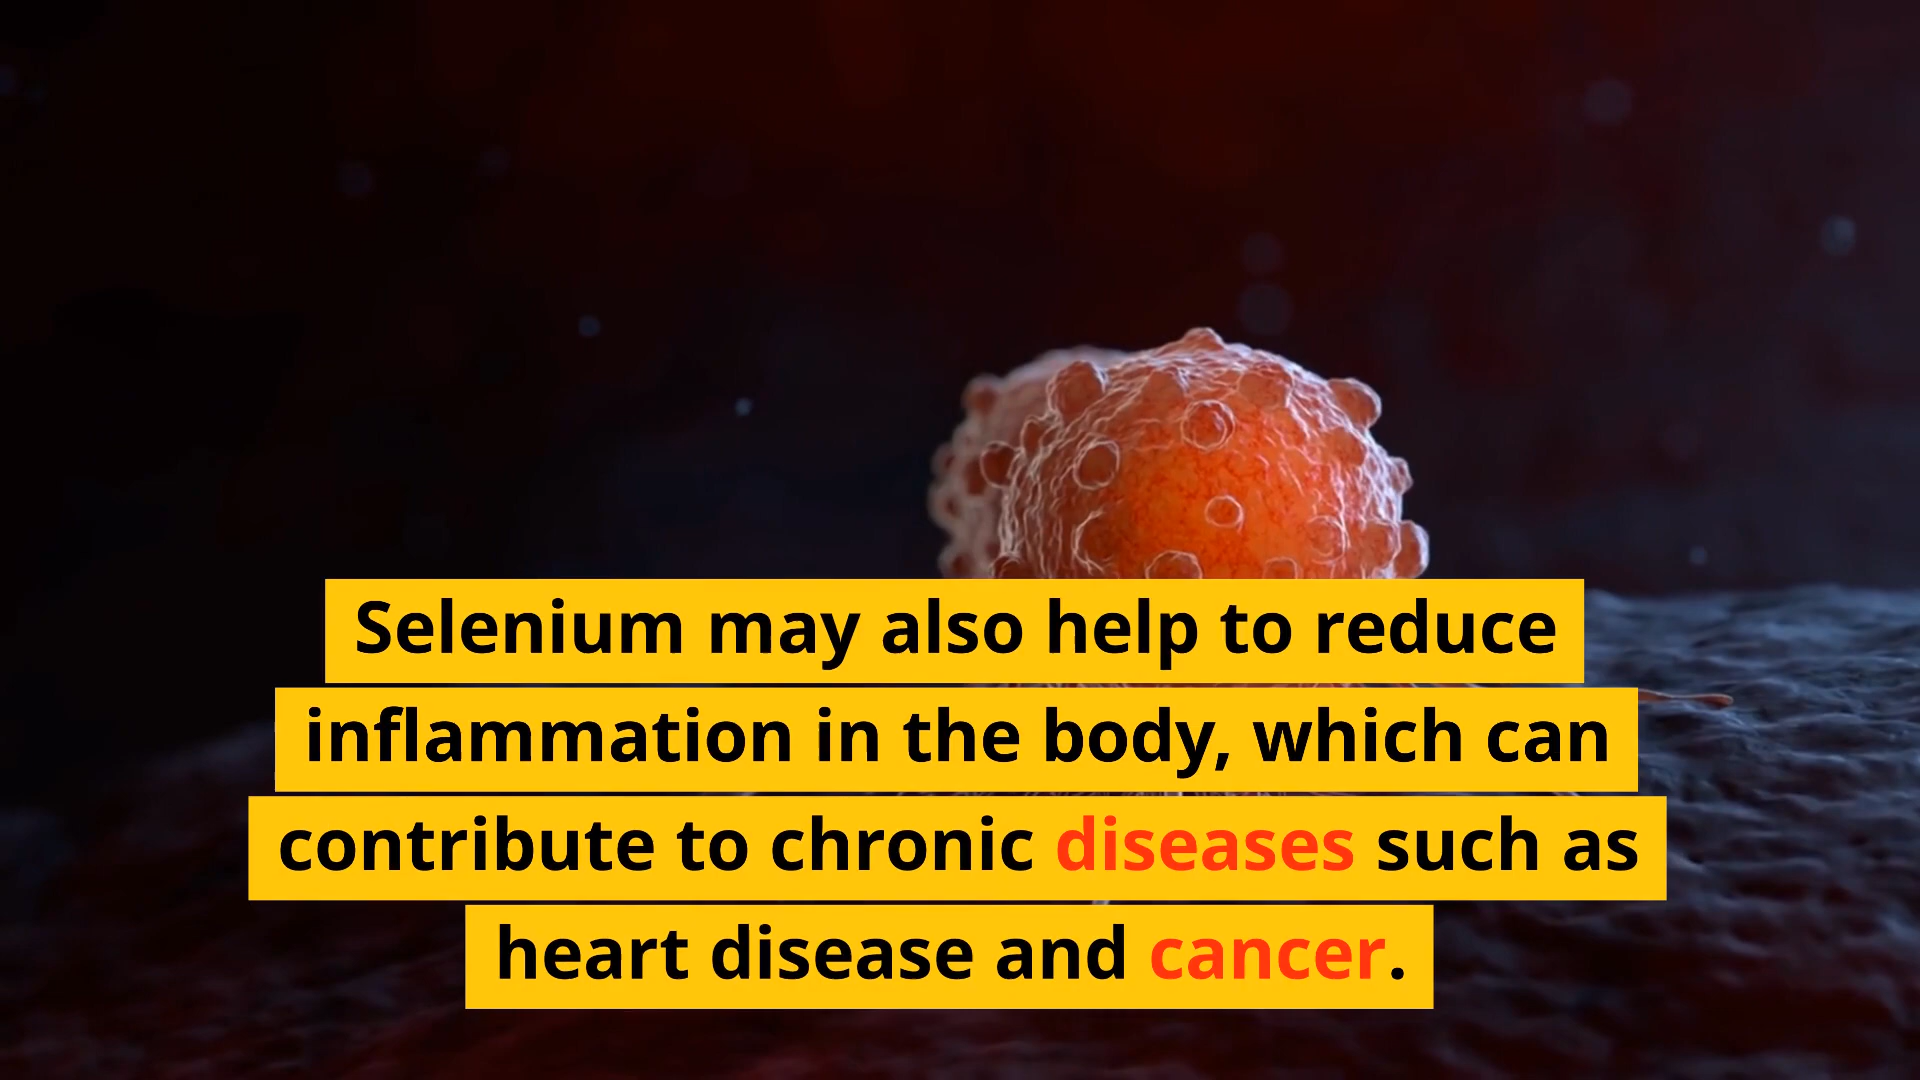 Selenium may also help to reduce
inflammation in the body, which can
contribute to chronic diseases such as
heart disease and cancer.